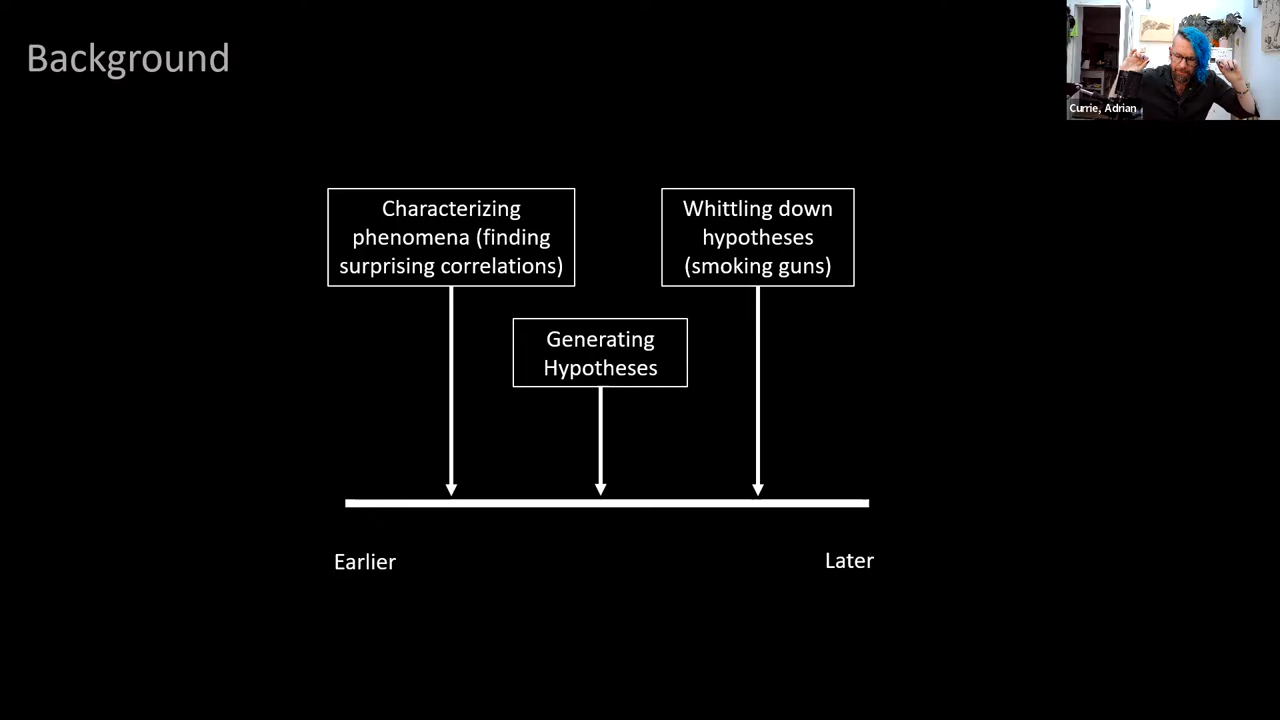 Background
Currie, Adrian
Characterizing
phenomena (finding
surprising correlations)
Whittling down
hypotheses
(smoking guns)
Generating
Hypotheses
Earlier
Later